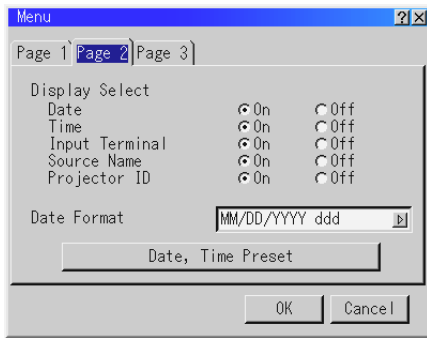 Menu
Page 1 Page 2 Page 3
Display Select
Date On Off
Time On Off
Input Terminal On Off
Source Name On Off
Projector ID On Off
Date Format MM/DD/YYYY ddd
Date, Time Preset
OK Cancel